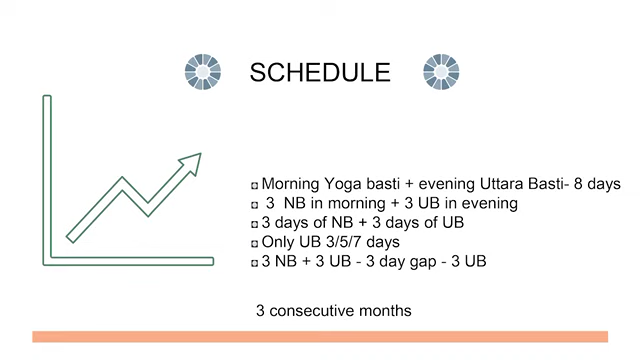 SCHEDULE
Morning Yoga basti + evening Uttara Basti- 8 days
3 NB in morning + 3 UB in evening
3 days of NB + 3 days of UB
Only UB 3/5/7 days
3 NB + 3 UB - 3 day gap - 3 UB
3 consecutive months